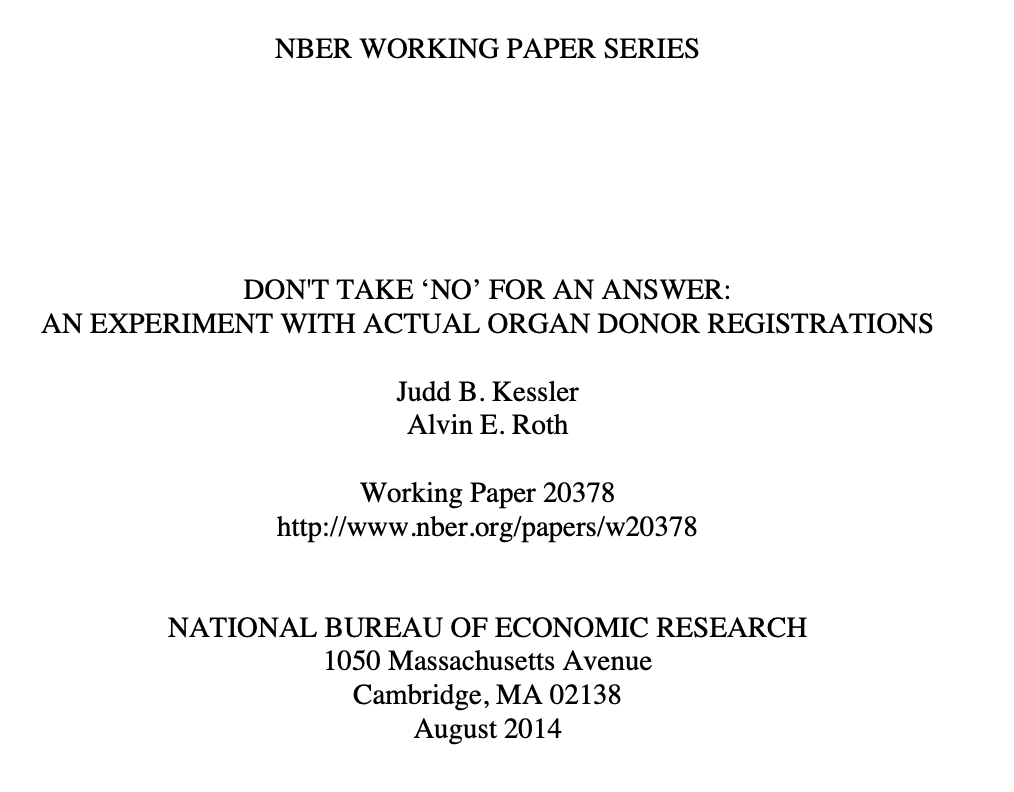 NBER WORKING PAPER SERIES
DON'T TAKE ‘NO’ FOR AN ANSWER:
AN EXPERIMENT WITH ACTUAL ORGAN DONOR REGISTRATIONS
Judd B. Kessler
Alvin E. Roth
Working Paper 20378
http://www.nber.org/papers/w20378
NATIONAL BUREAU OF ECONOMIC RESEARCH
1050 Massachusetts Avenue
Cambridge, MA 02138
August 2014